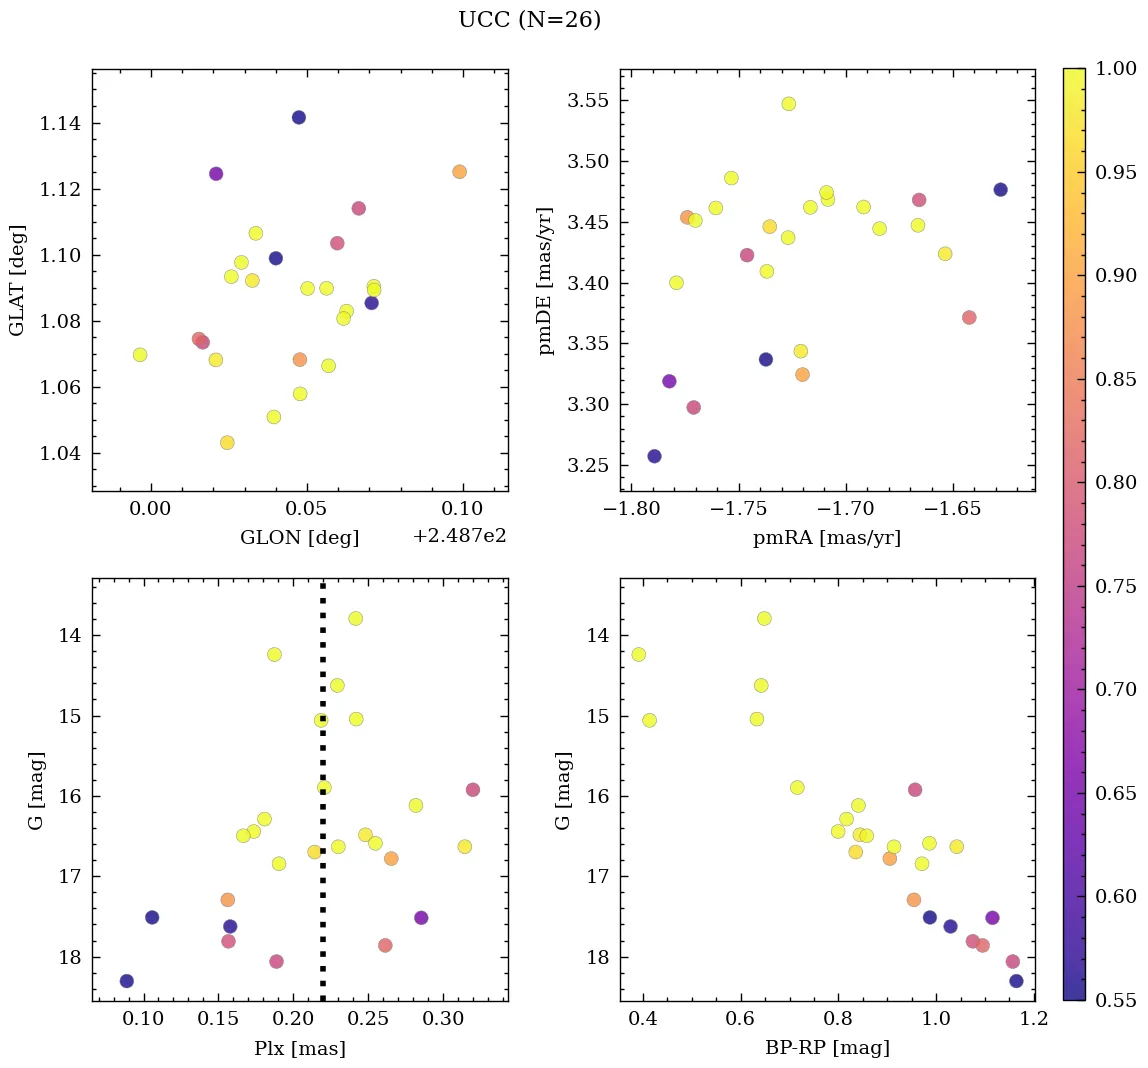 UCC (N=26)
1.14
1.12
1.10
1.08
1.06
1.04
GLAT [deg]
0.00 0.05 0.10
GLON [deg]
+2.487e2
3.55
3.50
3.45
3.40
3.35
3.30
3.25
pmDE [mas/yr]
−1.80 −1.75 −1.70 −1.65
pmRA [mas/yr]
14
15
16
17
18
G [mag]
0.10 0.15 0.20 0.25 0.30
Plx [mas]
14
15
16
17
18
G [mag]
0.4 0.6 0.8 1.0 1.2
BP-RP [mag]
1.00
0.95
0.90
0.85
0.80
0.75
0.70
0.65
0.60
0.55